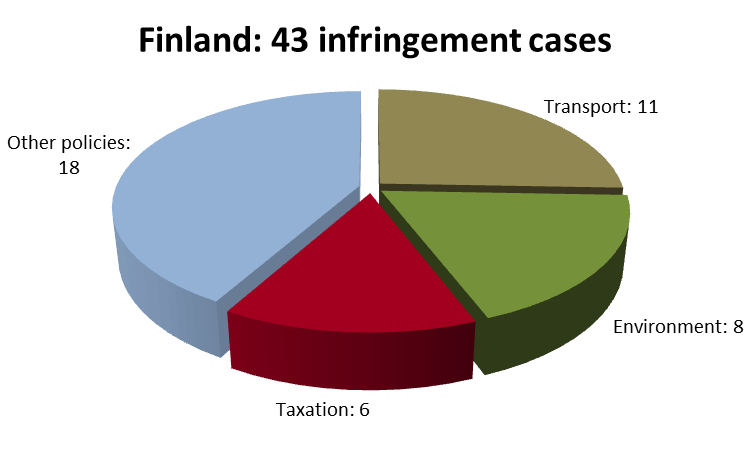 Finland: 43 infringement cases
Transport: 11
Other policies:
18
Environment: 8
Taxation: 6